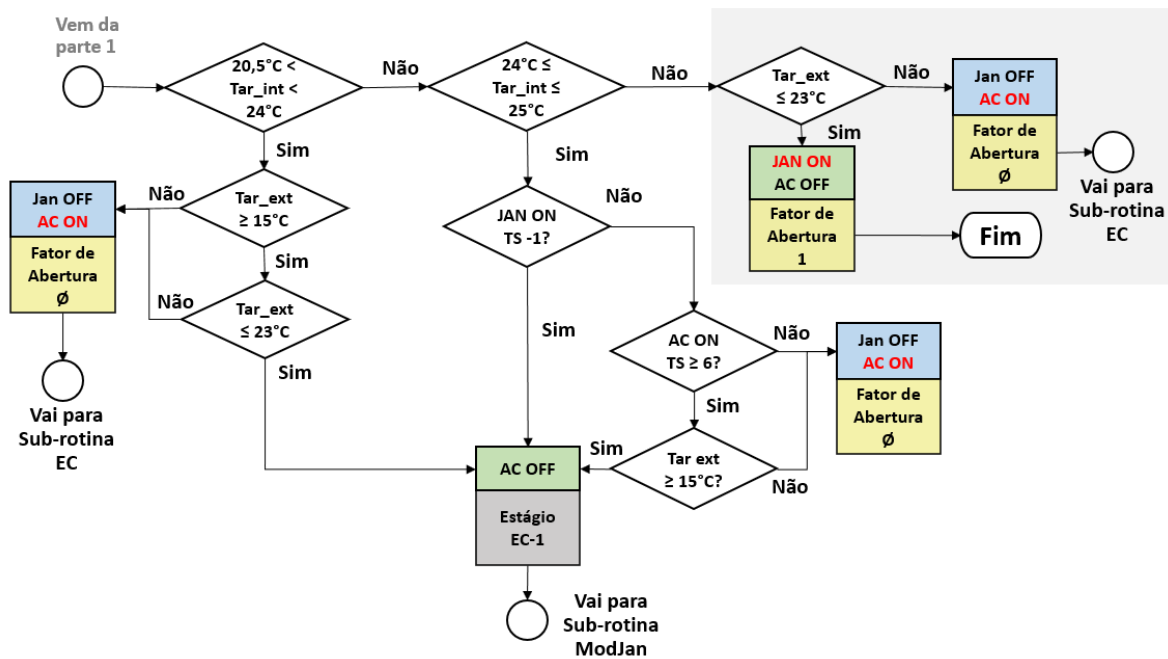 Vem da
parte 1
20,5°C <
Tar_int <
24°C
Não
24°C ≤
Tar_int ≤
25°C
Não
Tar_ext
≤ 23°C
Não
Jan OFF
AC ON
Fator de
Abertura
Ø
Vai para
Sub-rotina
EC
Sim
JAN ON
AC OFF
Fator de
Abertura
1
Fim
Sim
Tar_ext
≥ 15°C
Não
Jan OFF
AC ON
Fator de
Abertura
Ø
Vai para
Sub-rotina
EC
Sim
Tar_ext
≤ 23°C
Não
Sim
Sim
JAN ON
TS -1?
Não
Sim
AC ON
TS ≥ 6?
Não
Jan OFF
AC ON
Fator de
Abertura
Ø
Sim
Tar ext
≥ 15°C?
Não
Sim
AC OFF
Estágio
EC-1
Vai para
Sub-rotina
ModJan